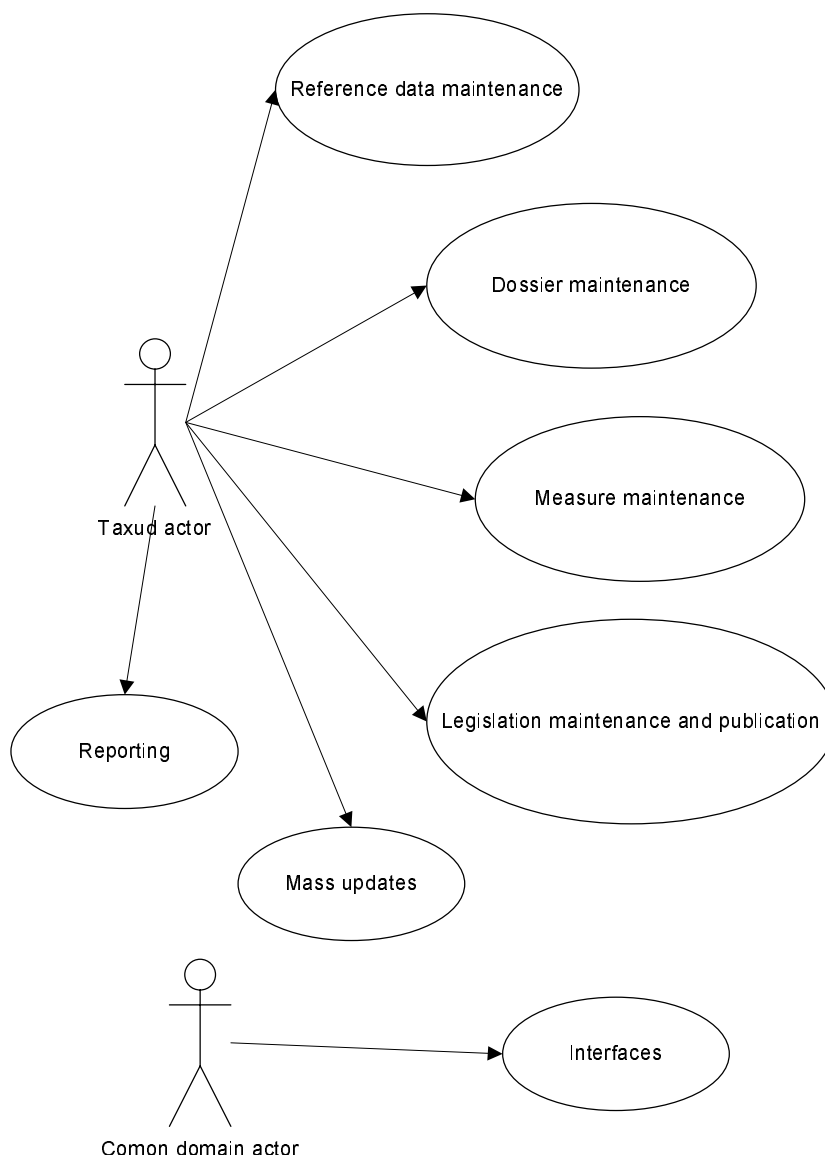 Reference data maintenance
Dossier maintenance
Measure maintenance
Taxud actor
Legislation maintenance and publication
Reporting
Mass updates
Interfaces
Comon domain actor